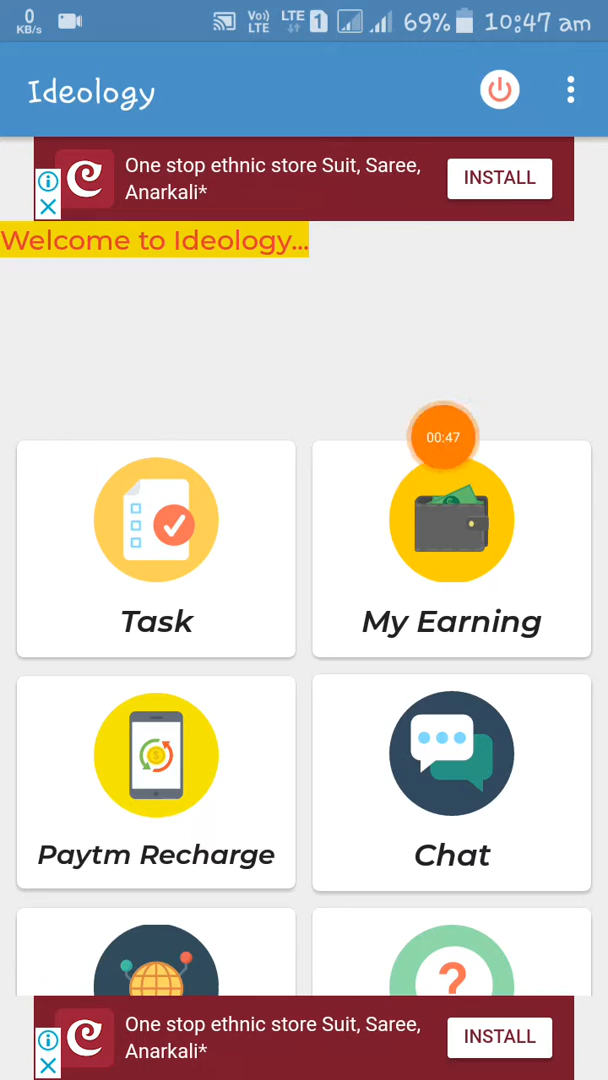 0
KB/s
Vo))
LTE
LTE
1
69%
10:47 am
Ideology
One stop ethnic store Suit, Saree,
Anarkali*
INSTALL
Welcome to Ideology...
00:47
Task
My Earning
Paytm Recharge
Chat
?
One stop ethnic store Suit, Saree,
Anarkali*
INSTALL